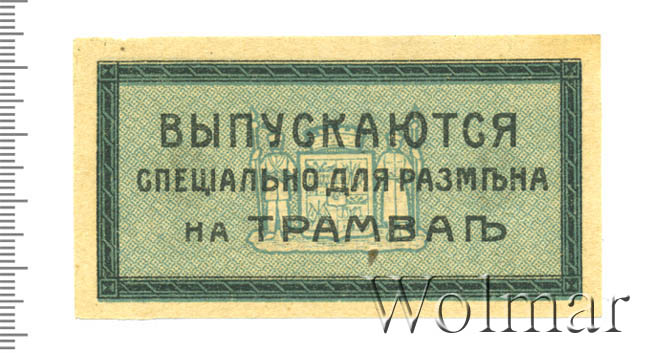 ВЫПУСКАЮТСЯ
СПЕЦІАЛЬНО ДЛЯ РАЗМѢНА
НА ТРАМВАѢ
Wolmar